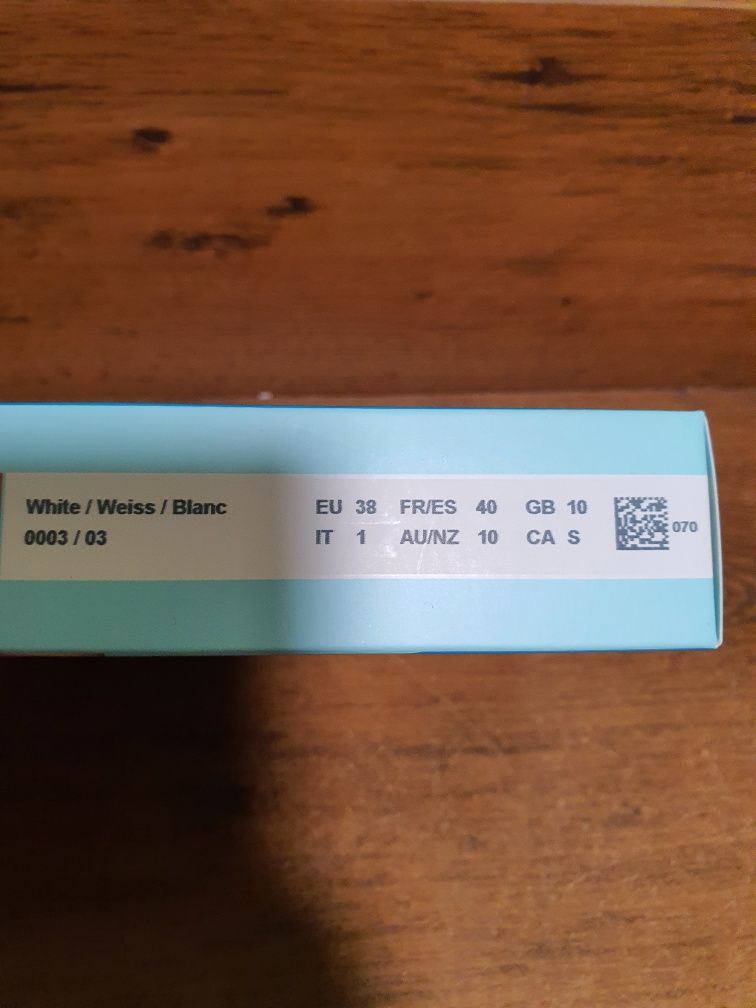 White / Weiss / Blanc EU 38 FR/ES 40 GB 10
0003 / 03 IT 1 AU/NZ 10 CA S
070